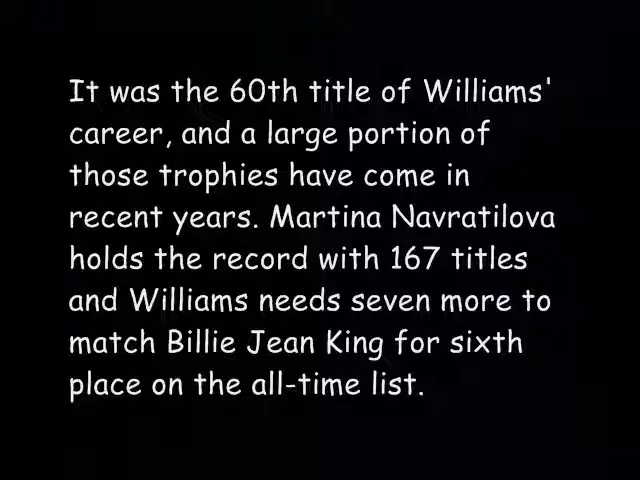 It was the 60th title of Williams'
career, and a large portion of
those trophies have come in
recent years. Martina Navratilova
holds the record with 167 titles
and Williams needs seven more to
match Billie Jean King for sixth
place on the all-time list.